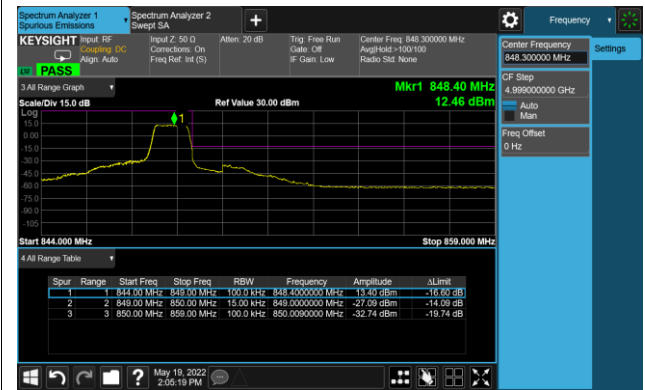 Spectrum Analyzer 1
Spurious Emissions
Spectrum Analyzer 2
Swept SA
+
Frequency
KEYSIGHT
Input: RF
Coupling: DC
Align: Auto
Input Z: 50 Ω
Corrections: On
Freq Ref: Int (S)
Atten: 20 dB
Trig: Free Run
Gate: Off
IF Gain: Low
Center Freq: 848.300000 MHz
Avg|Hold:>100/100
Radio Std: None
PASS
Center Frequency
848.300000 MHz
Settings
CF Step
4.999000000 GHz
Auto
Man
Freq Offset
0 Hz
3 All Range Graph
Mkr1 848.40 MHz
Scale/Div 15.0 dB
Ref Value 30.00 dBm
12.46 dBm
Log
15.0
0.00
-15.0
-30.0
-45.0
-60.0
-75.0
-90.0
-105
1
Start 844.000 MHz
Stop 859.000 MHz
4 All Range Table
Spur Range Start Freq Stop Freq RBW Frequency Amplitude ΔLimit
1 1 844.00 MHz 849.00 MHz 100.0 kHz 848.4000000 MHz 13.40 dBm -16.60 dB
2 2 849.00 MHz 850.00 MHz 15.00 kHz 849.0000000 MHz -27.09 dBm -14.09 dB
3 3 850.00 MHz 859.00 MHz 100.0 kHz 850.0090000 MHz -32.74 dBm -19.74 dB
?
May 19, 2022
2:05:19 PM